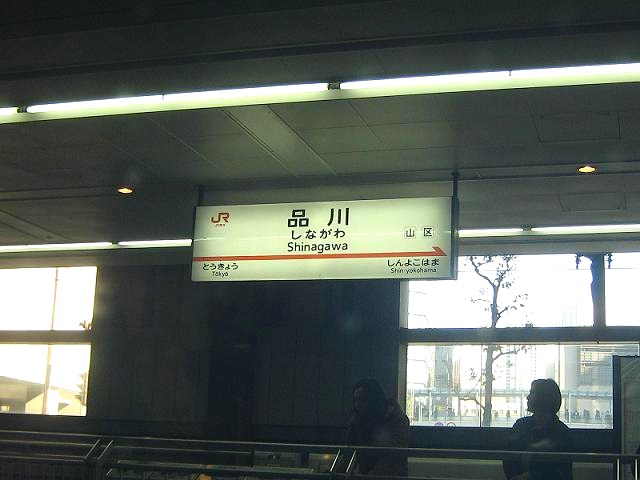 JR
品川
山 区
しながわ
Shinagawa
とうきょう
しんよこはま
Tōkyō
Shin-yokohama